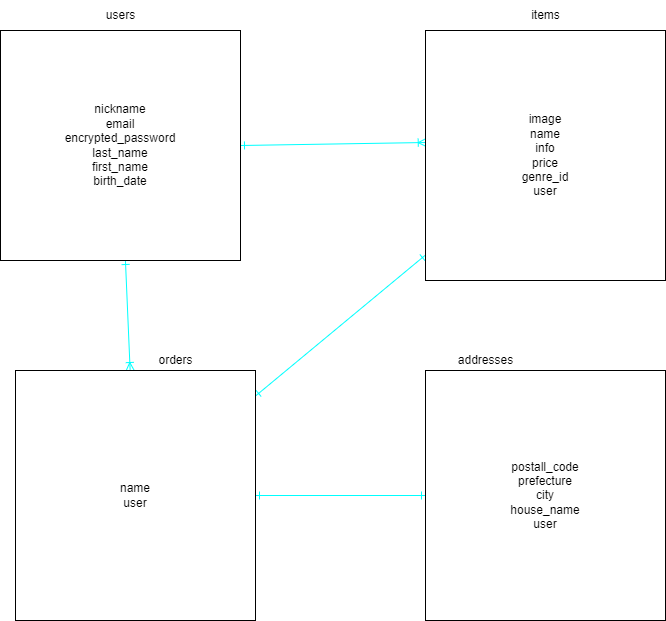 users
nickname
email
encrypted_password
last_name
first_name
birth_date
items
image
name
info
price
genre_id
user
orders
name
user
addresses
postall_code
prefecture
city
house_name
user